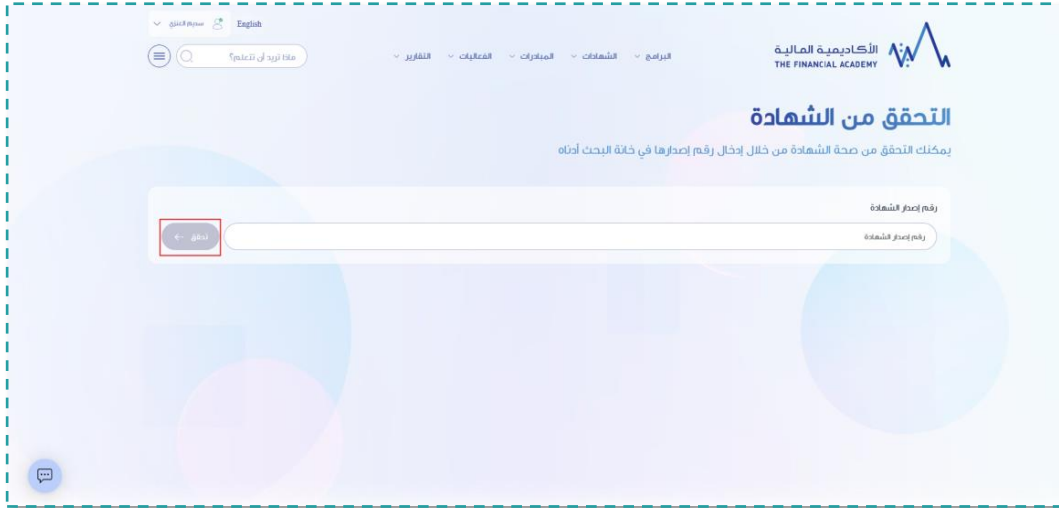 English
سديم العنزي
الأكاديمية المالية
THE FINANCIAL ACADEMY
البرامج
الشهادات
المبادرات
الفعاليات
التقارير
ماذا تريد أن تتعلم؟
التحقق من الشهادة
يمكنك التحقق من صحة الشهادة من خلال إدخال رقم إصدارها في خانة البحث أدناه
رقم إصدار الشهادة
رقم إصدار الشهادة
تحقق